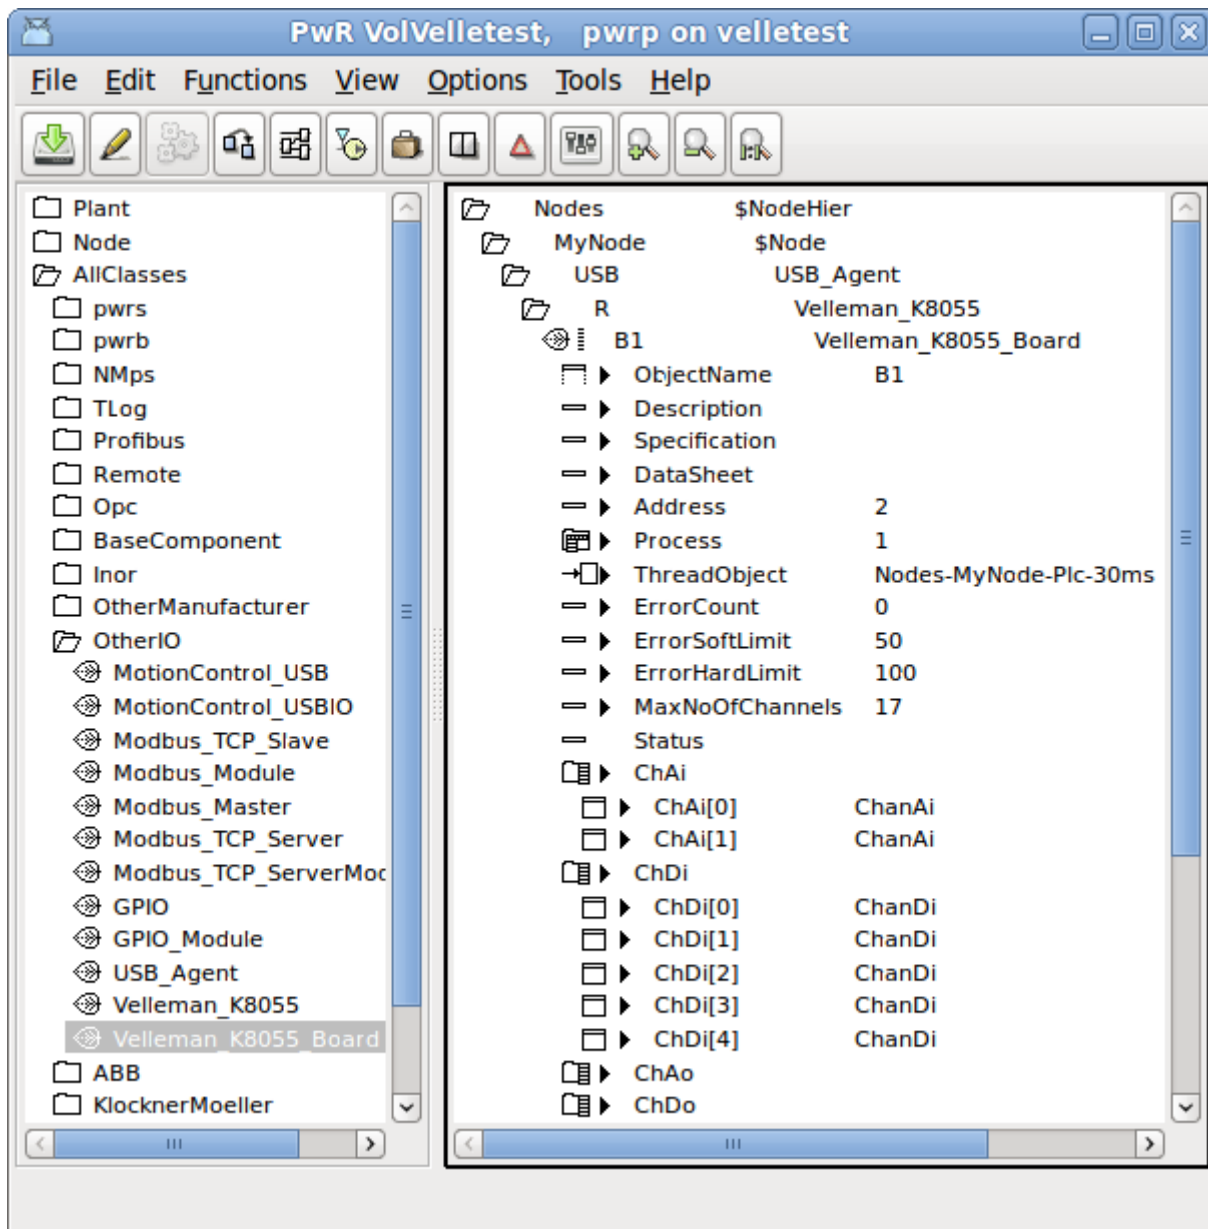 PwR VolVelletest, pwrp on velletest
File Edit Functions View Options Tools Help
Plant
Node
AllClasses
pwrs
pwrb
NMps
TLog
Profibus
Remote
Opc
BaseComponent
Inor
OtherManufacturer
OtherIO
MotionControl_USB
MotionControl_USBIO
Modbus_TCP_Slave
Modbus_Module
Modbus_Master
Modbus_TCP_Server
Modbus_TCP_ServerMoc
GPIO
GPIO_Module
USB_Agent
Velleman_K8055
Velleman_K8055_Board
ABB
KlocknerMoeller
Nodes $NodeHier
MyNode $Node
USB USB_Agent
R Velleman_K8055
B1 Velleman_K8055_Board
ObjectName B1
Description
Specification
DataSheet
Address 2
Process 1
ThreadObject Nodes-MyNode-Plc-30ms
ErrorCount 0
ErrorSoftLimit 50
ErrorHardLimit 100
MaxNoOfChannels 17
Status
ChAi
ChAi[0] ChanAi
ChAi[1] ChanAi
ChDi
ChDi[0] ChanDi
ChDi[1] ChanDi
ChDi[2] ChanDi
ChDi[3] ChanDi
ChDi[4] ChanDi
ChAo
ChDo